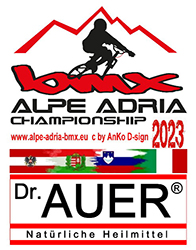 bmx
ALPE ADRIA
CHAMPIONSHIP
www.alpe-adria-bmx.eu c by AnKo D-sign
2023
Dr. AUER®
Natürliche Heilmittel